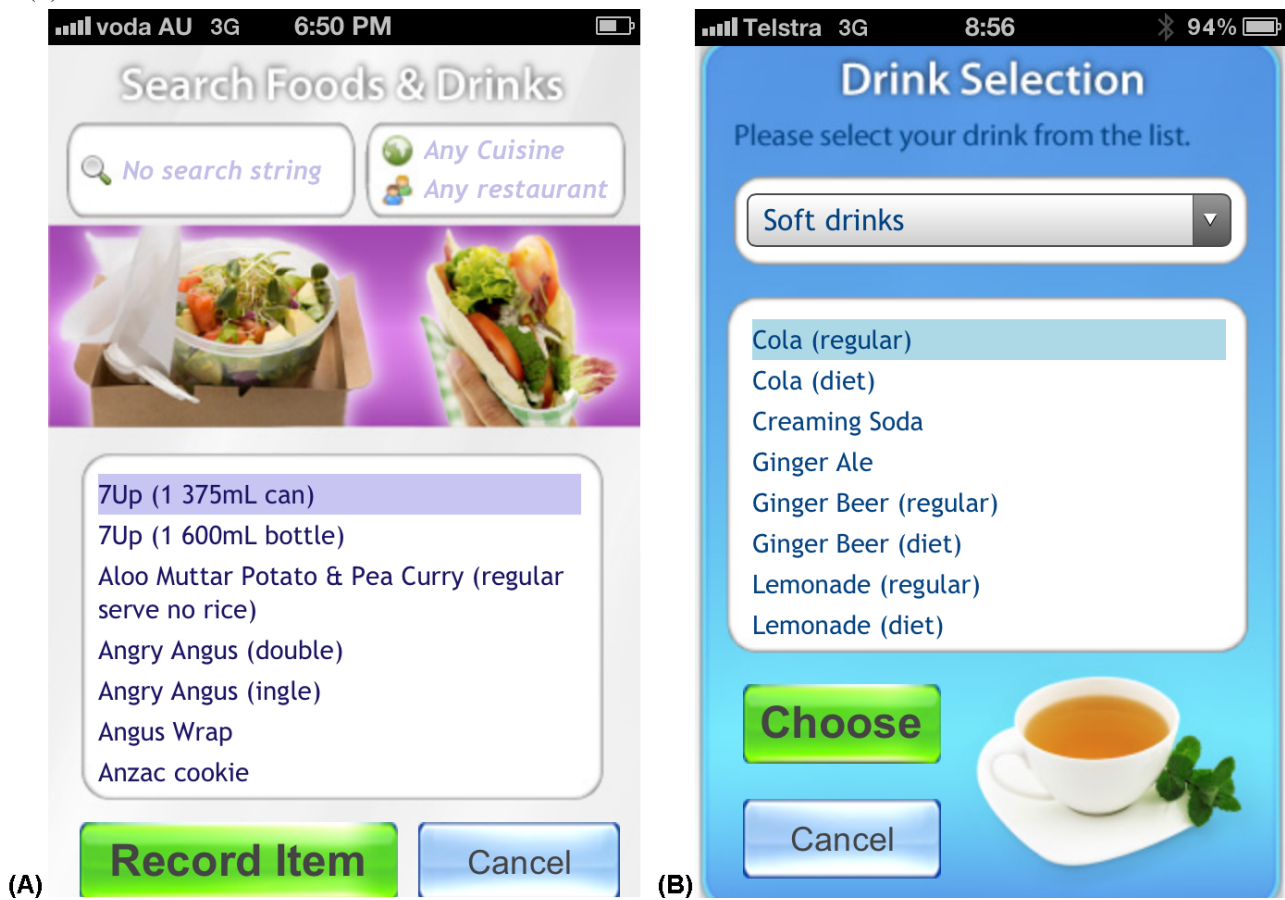 voda AU 3G 6:50 PM
Search Foods & Drinks
No search string
Any Cuisine
Any restaurant
7Up (1 375mL can)
7Up (1 600mL bottle)
Aloo Muttar Potato & Pea Curry (regular
serve no rice)
Angry Angus (double)
Angry Angus (ingle)
Angus Wrap
Anzac cookie
Record Item
Cancel
(A)
Telstra 3G 8:56 94%
Drink Selection
Please select your drink from the list.
Soft drinks
Cola (regular)
Cola (diet)
Creaming Soda
Ginger Ale
Ginger Beer (regular)
Ginger Beer (diet)
Lemonade (regular)
Lemonade (diet)
Choose
Cancel
(B)